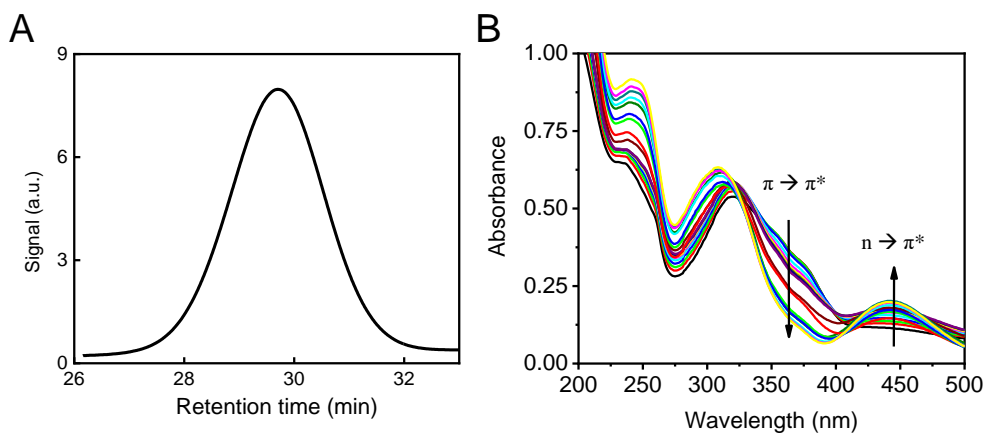 A
9
6
3
0
Signal (a.u.)
26 28 30 32
Retention time (min)
B
1.00
0.75
0.50
0.25
0.00
Absorbance
π → π*
n → π*
200 250 300 350 400 450 500
Wavelength (nm)